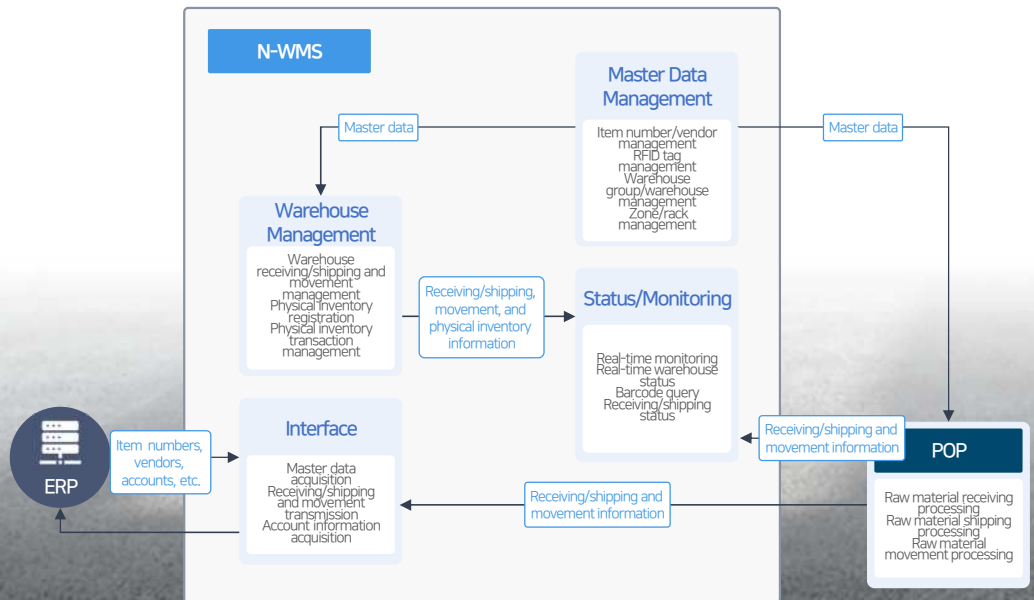 N-WMS
Master Data
Management
Item number/vendor
management
RFID tag
management
Warehouse
group/warehouse
management
Zone/rack
management
Master data
Master data
Warehouse
Management
Warehouse
receiving/shipping and
movement
management
Physical inventory
registration
Physical inventory
transaction
management
Receiving/shipping,
movement, and
physical inventory
information
Status/Monitoring
Real-time monitoring
Real-time warehouse
status
Barcode query
Receiving/shipping
status
ERP
Item numbers,
vendors,
accounts, etc.
Interface
Master data
acquisition
Receiving/shipping
and movement
transmission
Account information
acquisition
Receiving/shipping and
movement information
Receiving/shipping and
movement information
POP
Raw material receiving
processing
Raw material shipping
processing
Raw material
movement processing